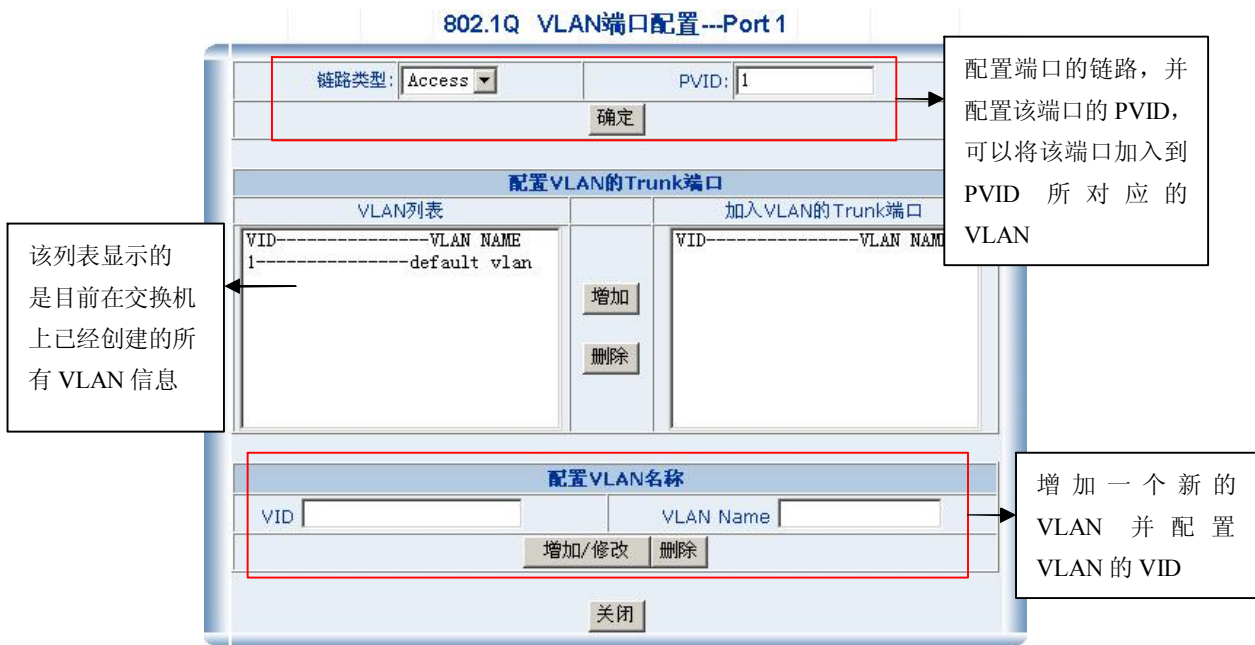 802.1Q VLAN端口配置---Port 1
链路类型: Access
PVID: 1
确定
配置端口的链路，并
配置该端口的 PVID，
可以将该端口加入到
PVID 所对应的
VLAN
配置VLAN的Trunk端口
VLAN列表
加入VLAN的Trunk端口
VID---------------VLAN NAME
1---------------default vlan
VID---------------VLAN NAM
增加
删除
该列表显示的
是目前在交换机
上已经创建的所
有 VLAN 信息
配置VLAN名称
VID
VLAN Name
增加/修改
删除
增加一个新的
VLAN 并配置
VLAN 的 VID
关闭